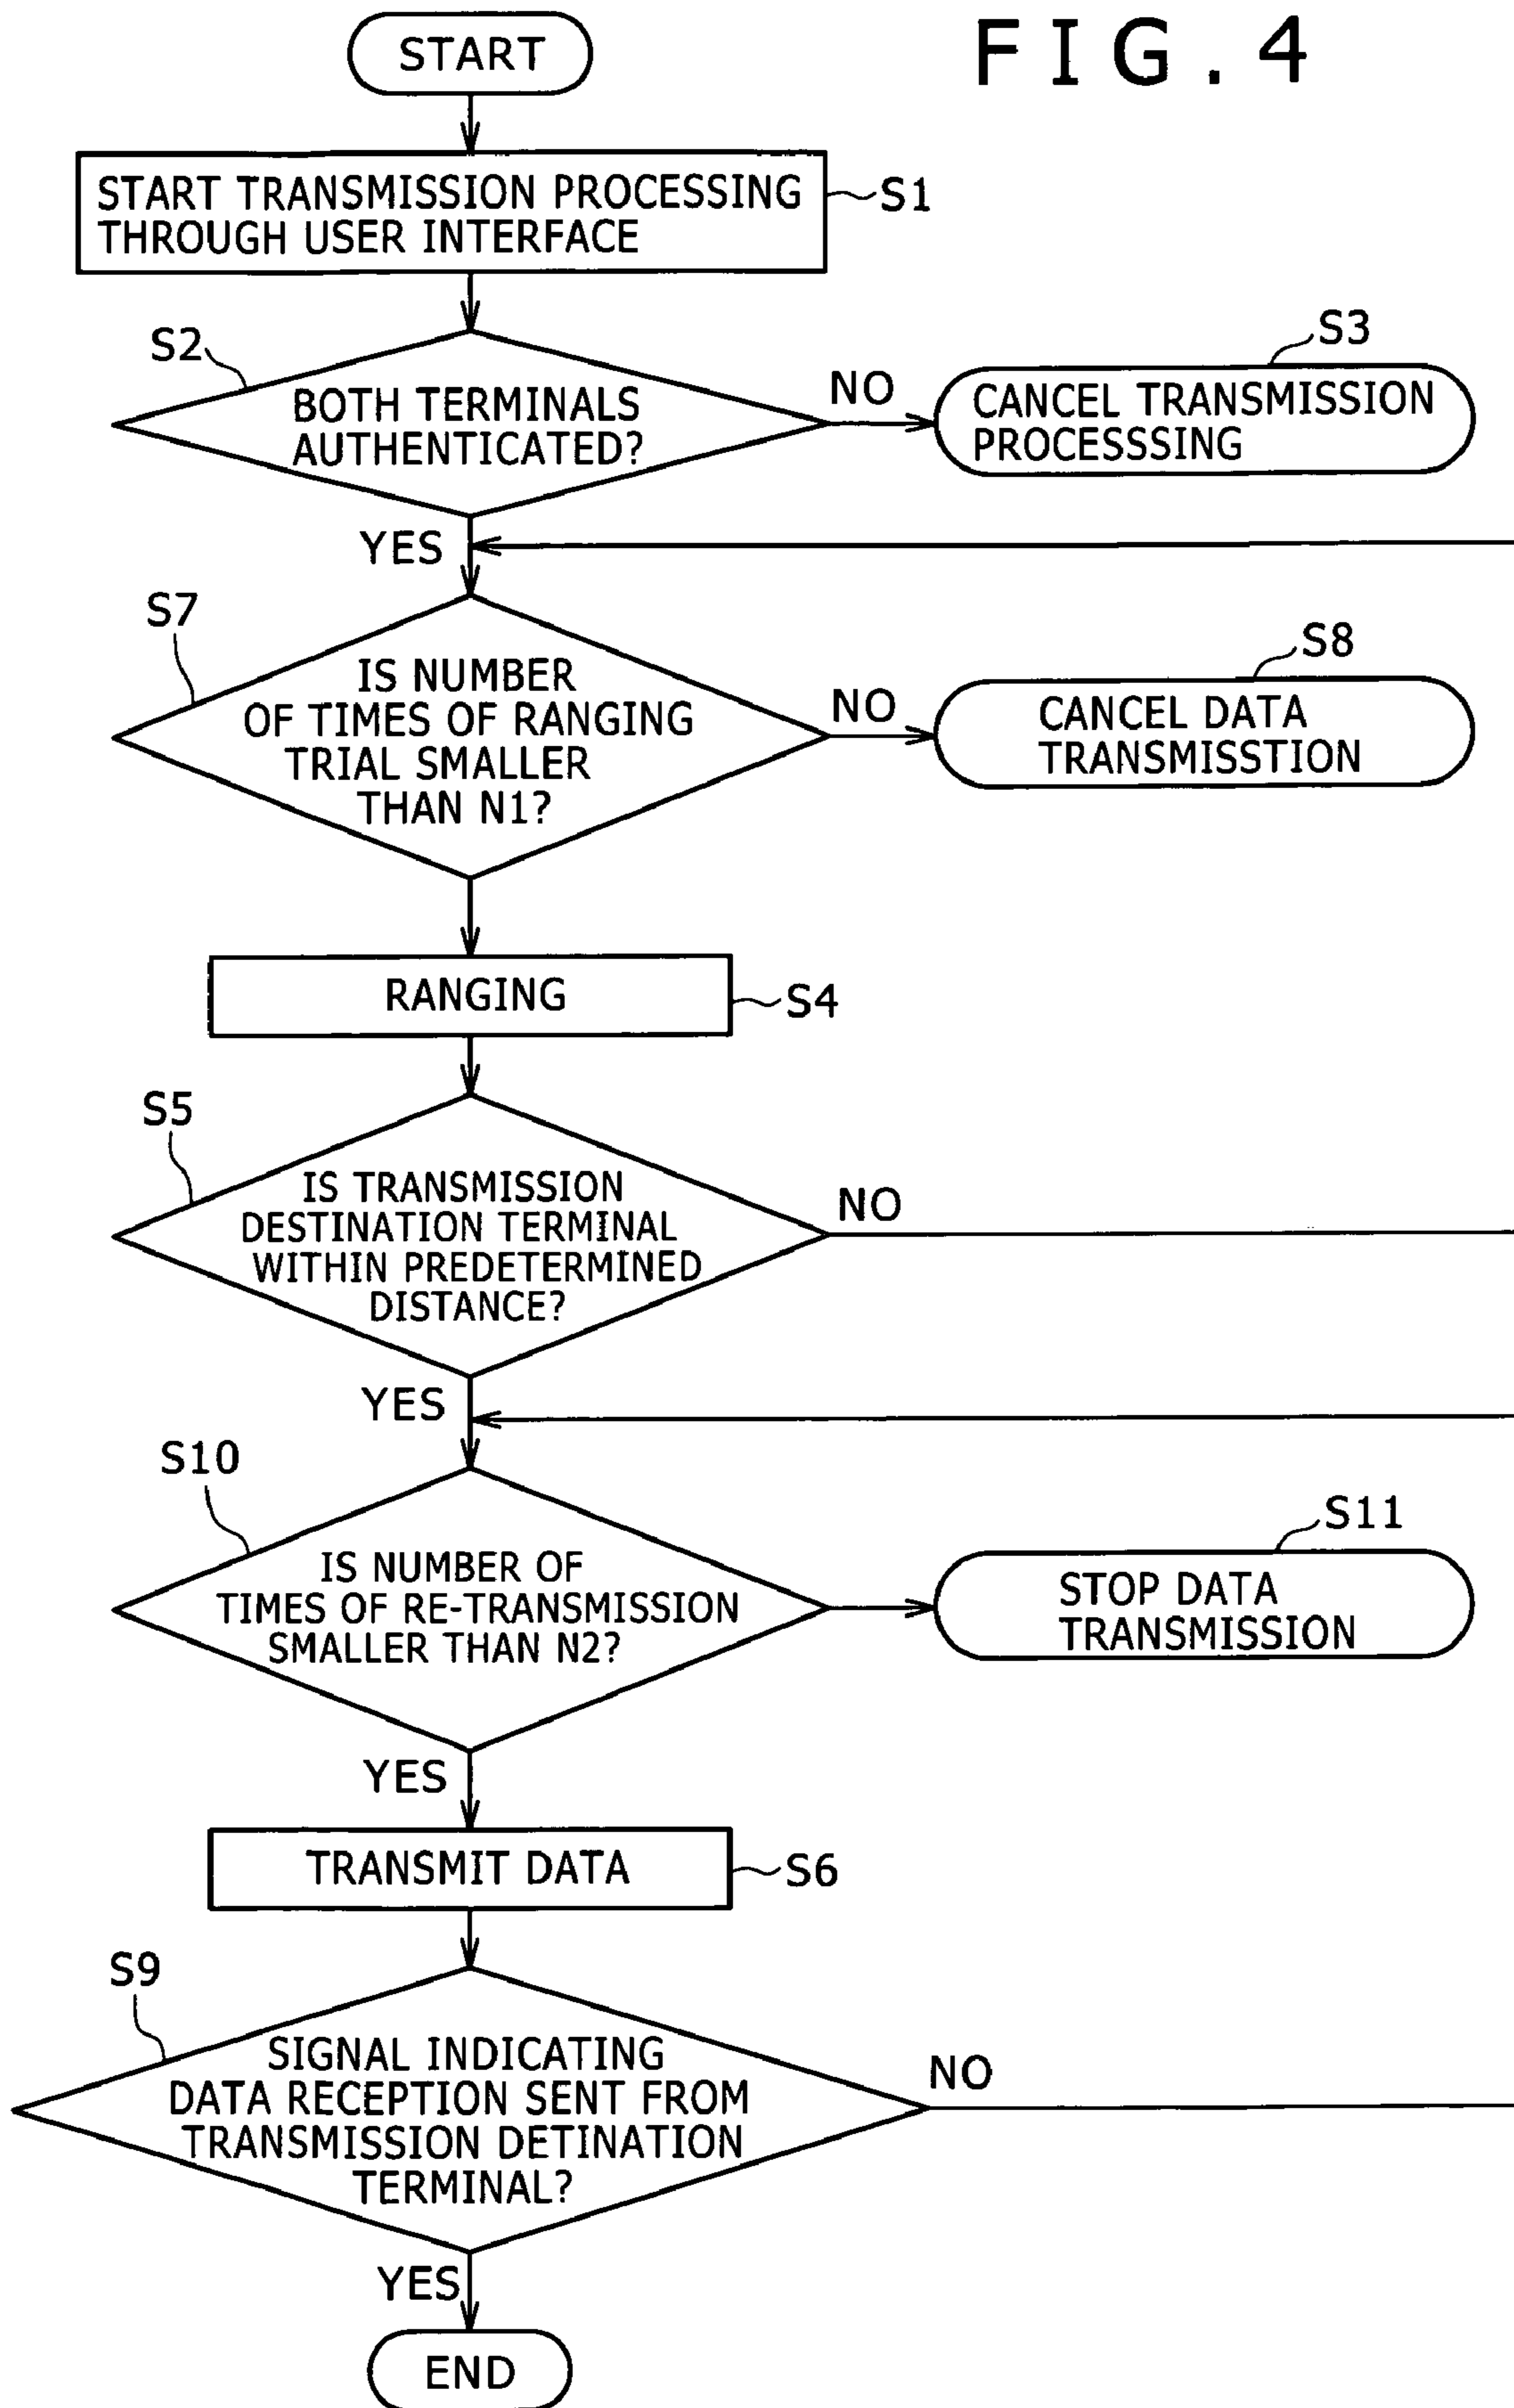 FIG.4
START
START TRANSMISSION PROCESSING
THROUGH USER INTERFACE
S1
S2
BOTH TERMINALS
AUTHENTICATED?
NO
S3
CANCEL TRANSMISSION
PROCESSSING
YES
S7
IS NUMBER
OF TIMES OF RANGING
TRIAL SMALLER
THAN N1?
NO
S8
CANCEL DATA
TRANSMISSTION
RANGING
S4
S5
IS TRANSMISSION
DESTINATION TERMINAL
WITHIN PREDETERMINED
DISTANCE?
NO
YES
S10
IS NUMBER OF
TIMES OF RE-TRANSMISSION
SMALLER THAN N2?
S11
STOP DATA
TRANSMISSION
YES
TRANSMIT DATA
S6
S9
SIGNAL INDICATING
DATA RECEPTION SENT FROM
TRANSMISSION DETINATION
TERMINAL?
NO
YES
END